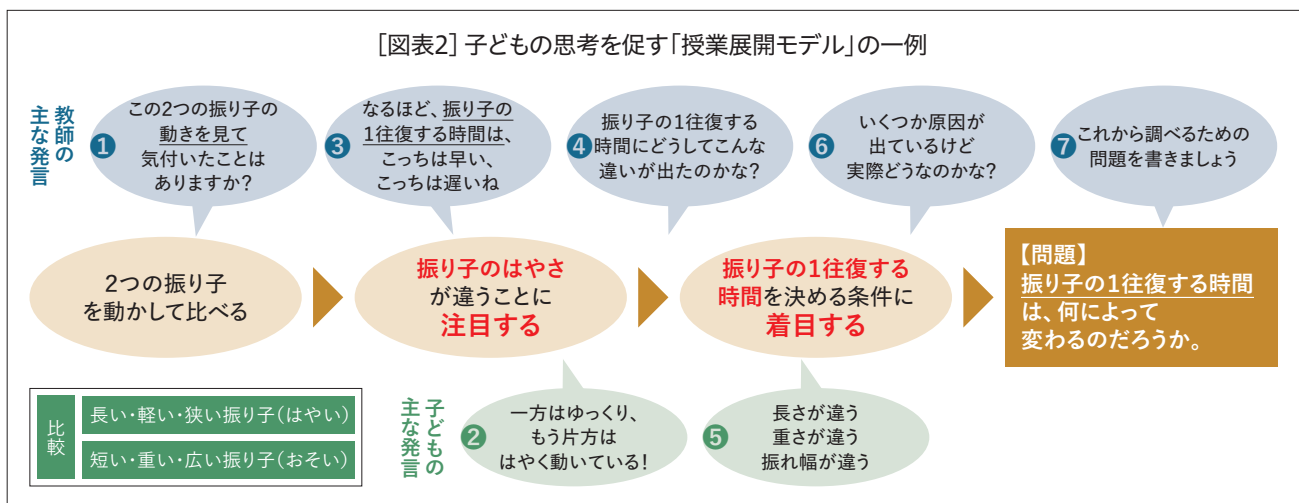 ［図表2］子どもの思考を促す「授業展開モデル」の一例
教師の
主な発言
❶
この2つの振り子の
動きを見て
気付いたことは
ありますか？
❸
なるほど、振り子の
1往復する時間は、
こっちは早い、
こっちは遅いね
❹
振り子の1往復する
時間にどうしてこんな
違いが出たのかな？
❻
いくつか原因が
出ているけど
実際どうなのかな？
❼
これから調べるための
問題を書きましょう
2つの振り子
を動かして比べる
振り子のはやさ
が違うことに
注目する
振り子の1往復する
時間を決める条件に
着目する
【問題】
振り子の1往復する時間
は、何によって
変わるのだろうか。
比較
長い・軽い・狭い振り子（はやい）
短い・重い・広い振り子（おそい）
子どもの
主な発言
❷
一方はゆっくり、
もう片方は
はやく動いている！
❺
長さが違う
重さが違う
振れ幅が違う